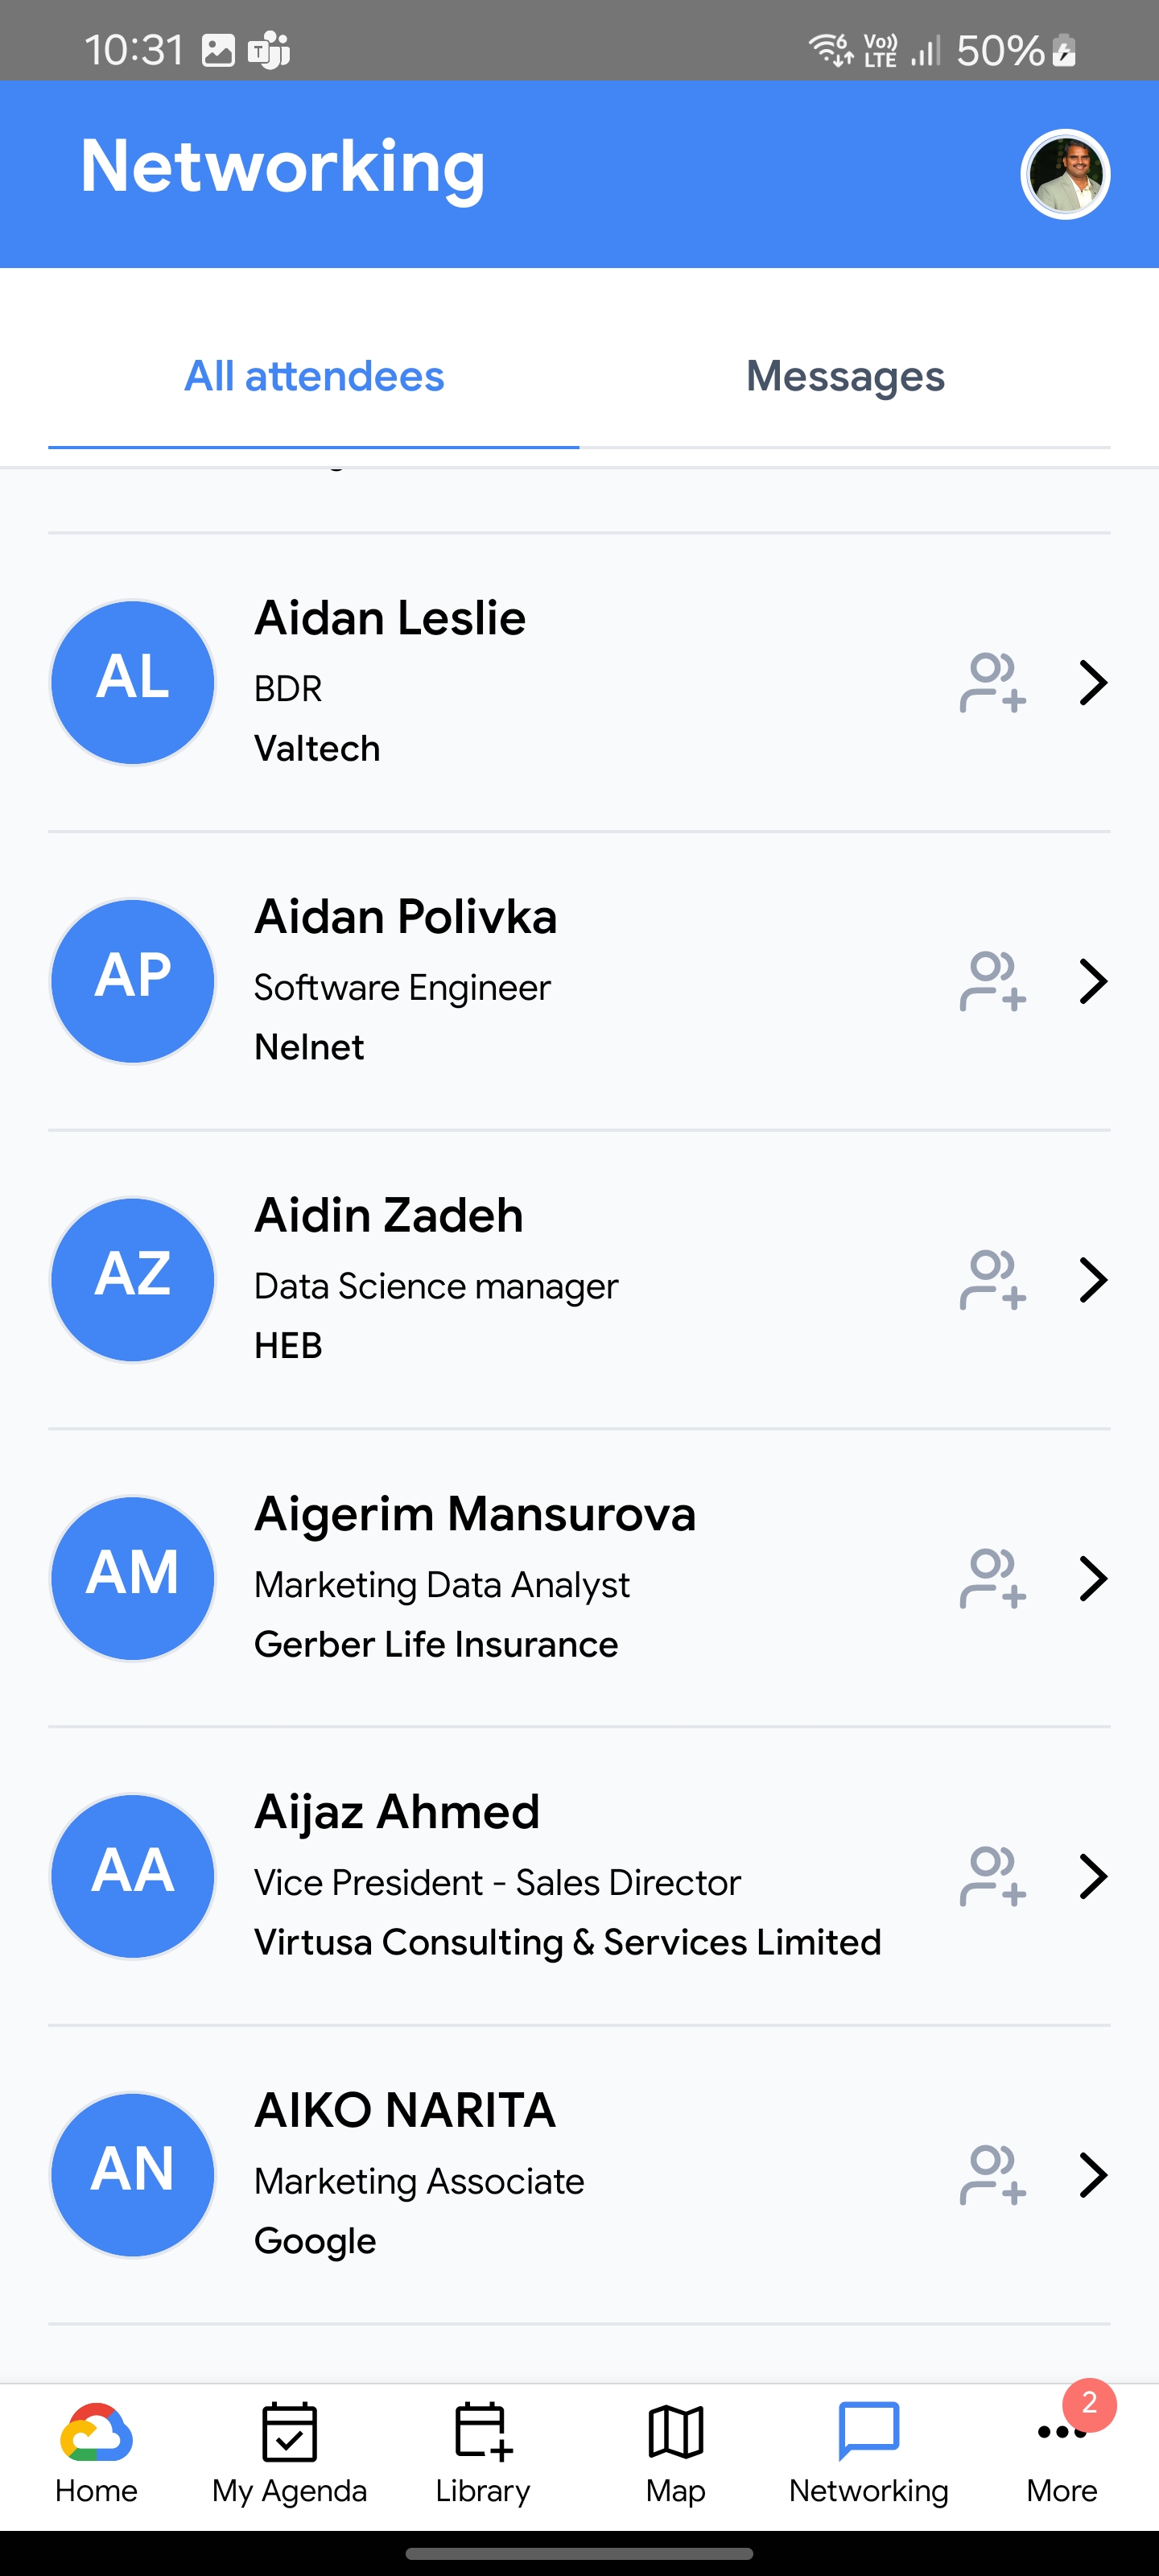 10:31 50%
Vo))
LTE
6
Networking
All attendees Messages
AL
Aidan Leslie
BDR
Valtech
AP
Aidan Polivka
Software Engineer
Nelnet
AZ
Aidin Zadeh
Data Science manager
HEB
AM
Aigerim Mansurova
Marketing Data Analyst
Gerber Life Insurance
AA
Aijaz Ahmed
Vice President - Sales Director
Virtusa Consulting & Services Limited
AN
AIKO NARITA
Marketing Associate
Google
2
Home My Agenda Library Map Networking More